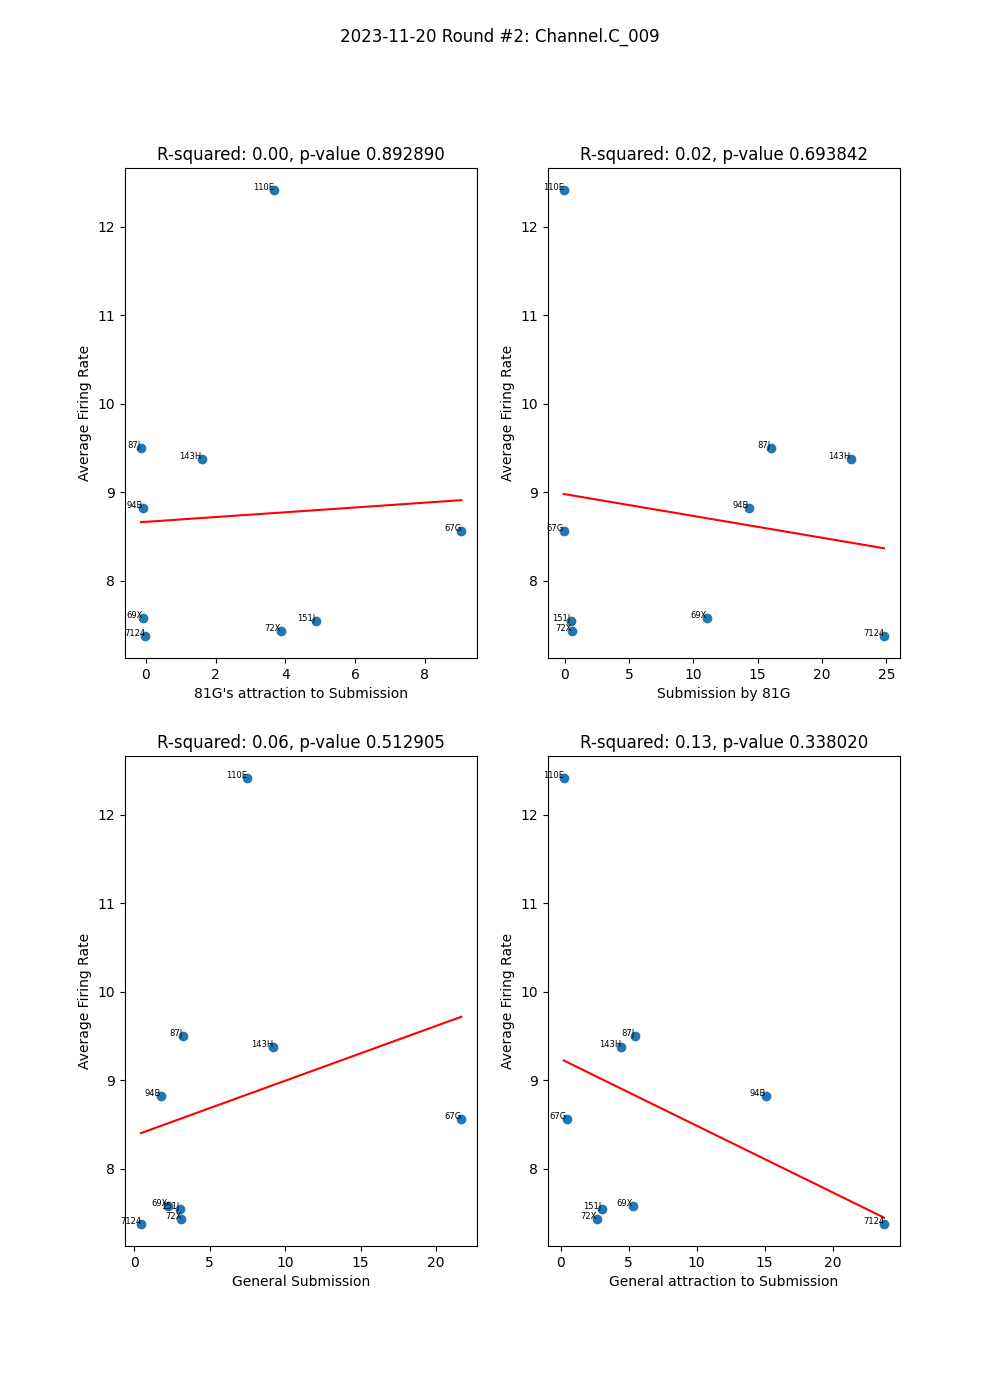 2023-11-20 Round #2: Channel.C_009
R-squared: 0.00, p-value 0.892890
Average Firing Rate
12
11
10
9
8
110E
87J
143H
94B
67G
69X
151J
72X
7124
0 2 4 6 8
81G's attraction to Submission
R-squared: 0.02, p-value 0.693842
Average Firing Rate
12
11
10
9
8
110E
87J
143H
94B
67G
151J
69X
72X
7124
0 5 10 15 20 25
Submission by 81G
R-squared: 0.06, p-value 0.512905
Average Firing Rate
12
11
10
9
8
110E
87J
143H
94B
67G
69X
151J
72X
7124
0 5 10 15 20
General Submission
R-squared: 0.13, p-value 0.338020
Average Firing Rate
12
11
10
9
8
110E
87J
143H
94B
67G
151J
69X
72X
7124
0 5 10 15 20
General attraction to Submission